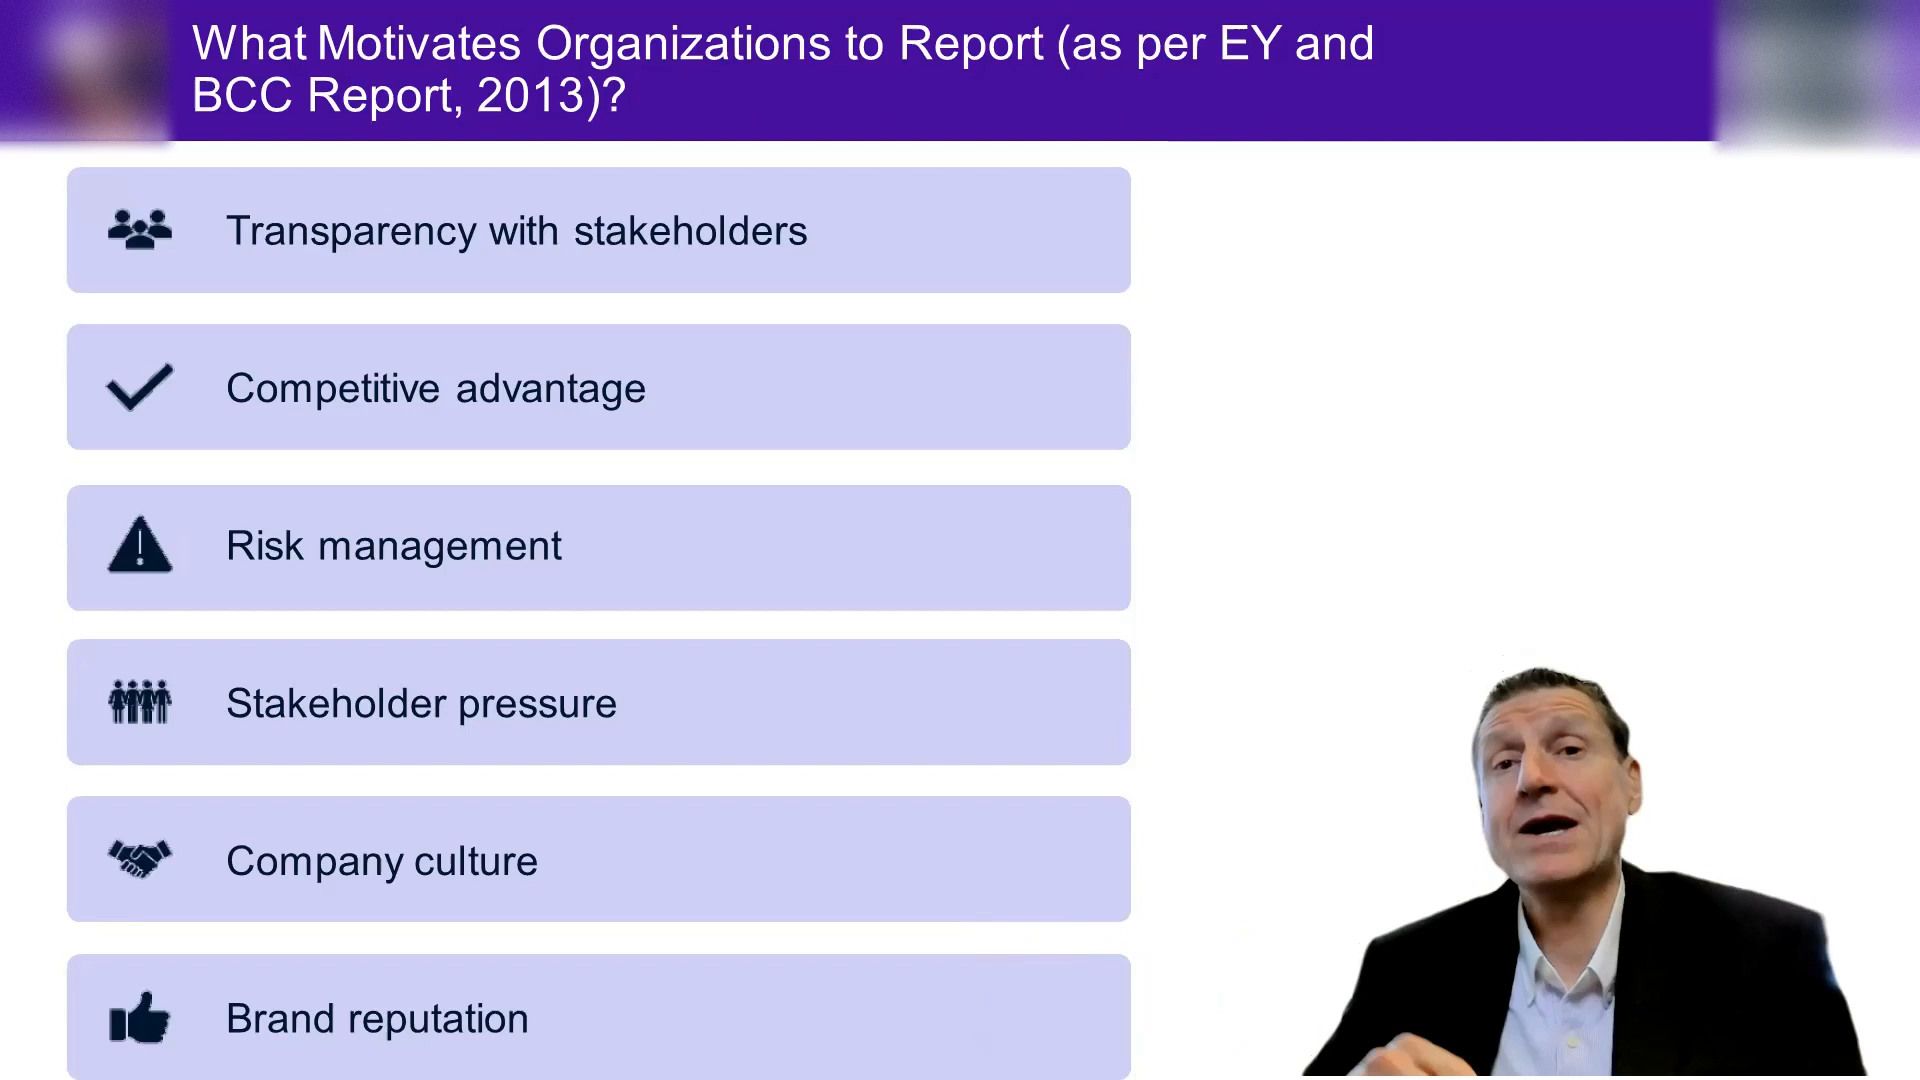 What Motivates Organizations to Report (as per EY and
BCC Report, 2013)?
Transparency with stakeholders
Competitive advantage
Risk management
Stakeholder pressure
Company culture
Brand reputation